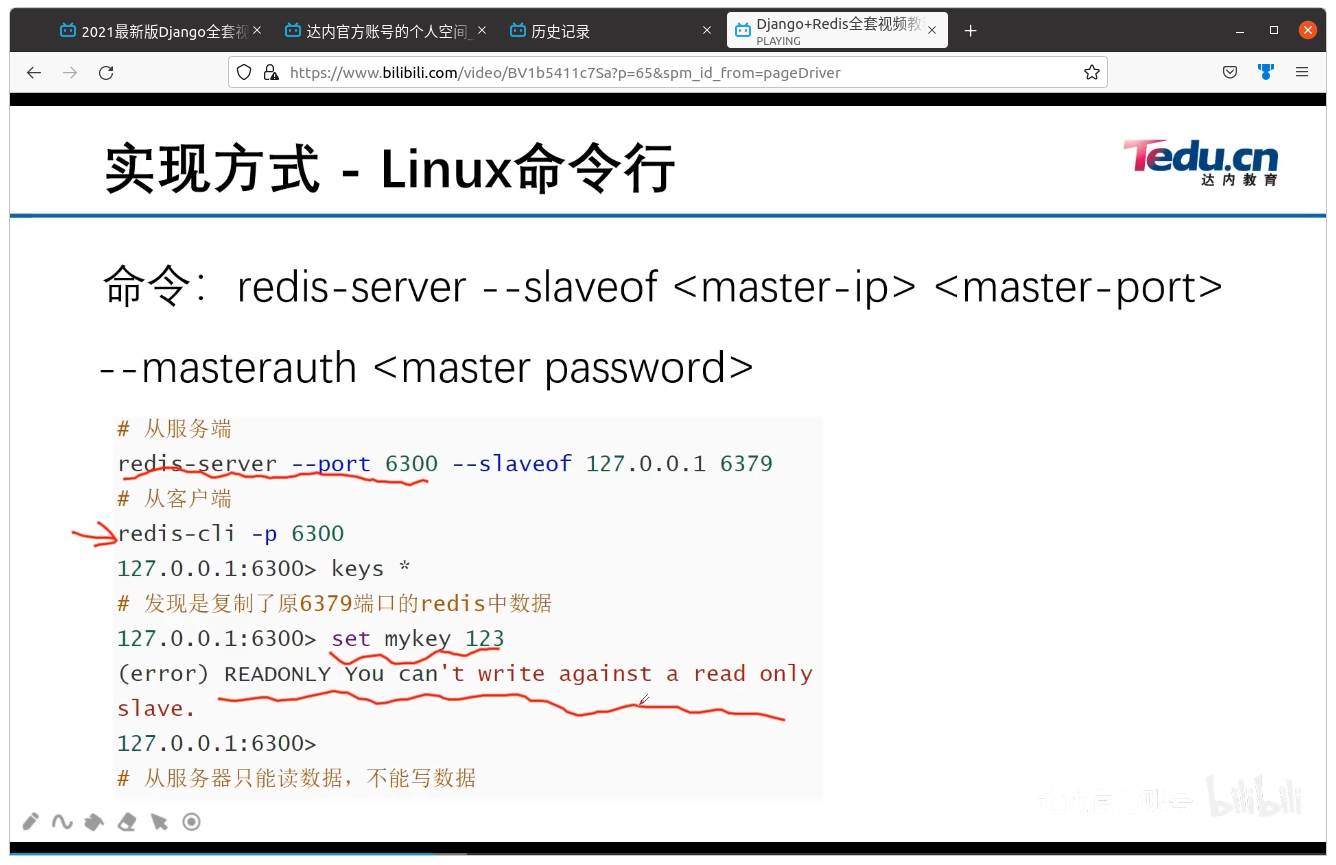 2021最新版Django全套视
达内官方账号的个人空间_
历史记录
Django+Redis全套视频教
PLAYING
https://www.bilibili.com/video/BV1b5411c7Sa?p=65&spm_id_from=pageDriver
实现方式 - Linux命令行
Tedu.cn
达内教育
命令：redis-server --slaveof <master-ip> <master-port>
--masterauth <master password>
# 从服务端
redis-server --port 6300 --slaveof 127.0.0.1 6379
# 从客户端
redis-cli -p 6300
127.0.0.1:6300> keys *
# 发现是复制了原6379端口的redis中数据
127.0.0.1:6300> set mykey 123
(error) READONLY You can't write against a read only
slave.
127.0.0.1:6300>
# 从服务器只能读数据，不能写数据
bilibili